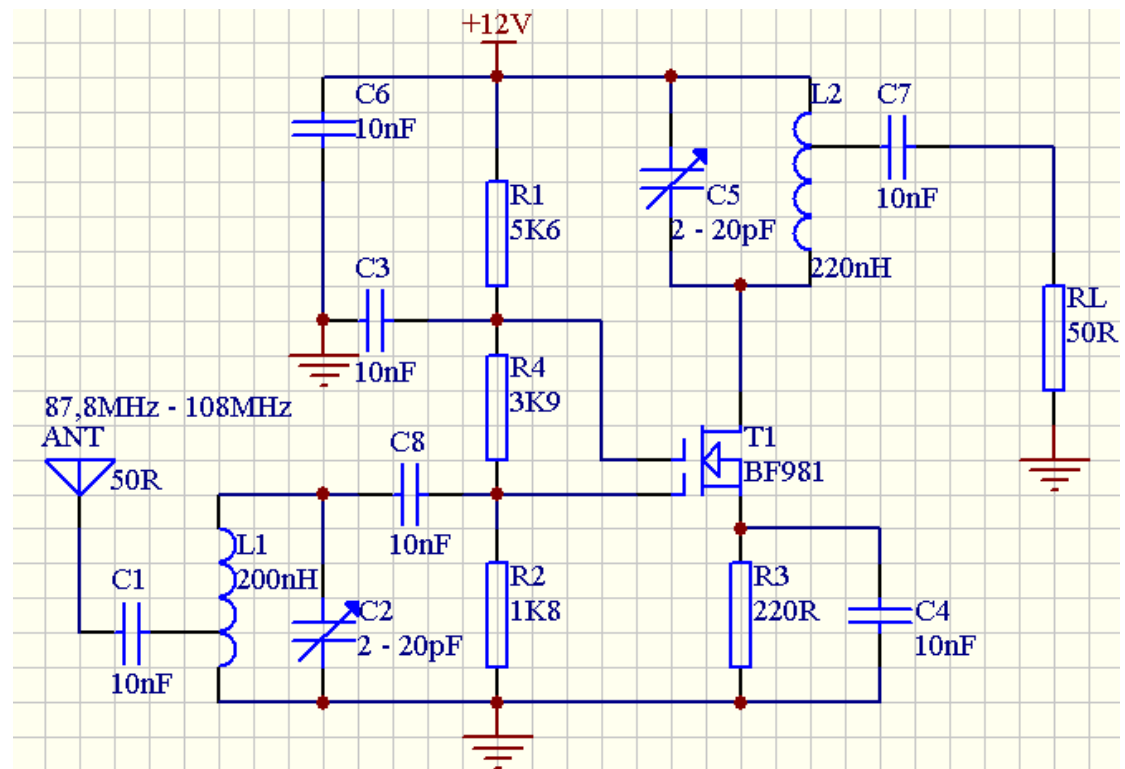 +12V
C6
10nF
R1
5K6
C5
2 - 20pF
L2
220nH
C7
10nF
C3
10nF
R4
3K9
RL
50R
87,8MHz - 108MHz
ANT
50R
C8
10nF
T1
BF981
L1
200nH
C1
10nF
C2
2 - 20pF
R2
1K8
R3
220R
C4
10nF